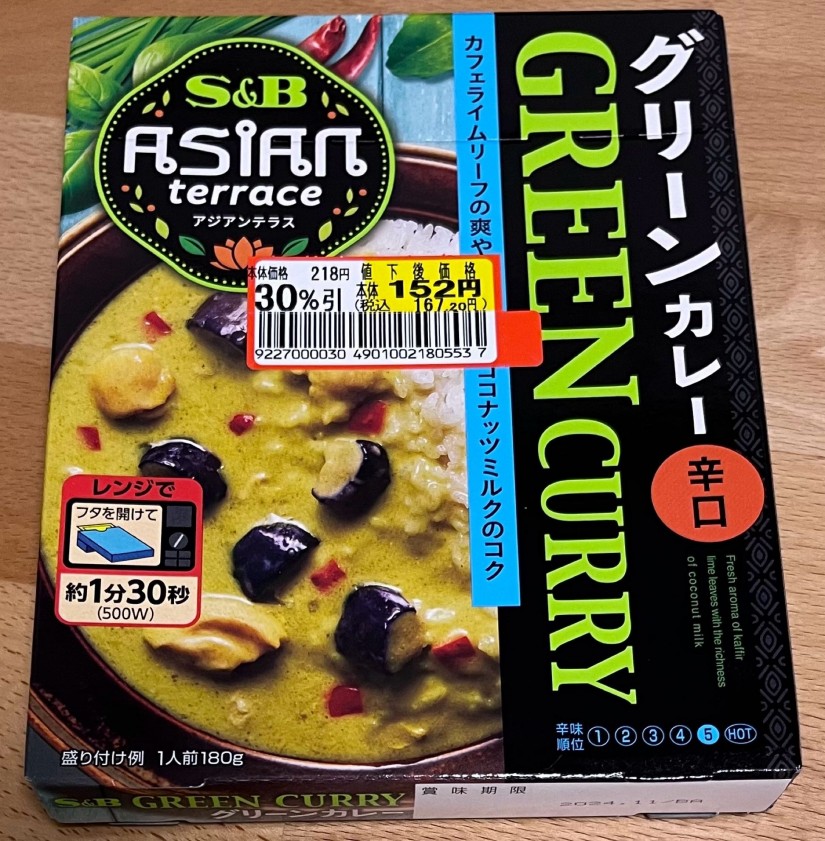 S&B
ASIAN
terrace
アジアンテラス
グリーンカレー
GREEN CURRY
辛口
カフェライムリーフの爽や
ココナッツミルクのコク
Fresh aroma of kaffir
lime leaves with the richness
of coconut milk
本体価格 218円 値下後価格
30%引 本体 152円
(税込 167.20円)
9227000030 4901002180553 7
レンジで
フタを開けて
約1分30秒
(500W)
辛味順位 1 2 3 4 5 HOT
盛り付け例 1人前180g
S&B GREEN CURRY
グリーンカレー
賞味期限
2024.11